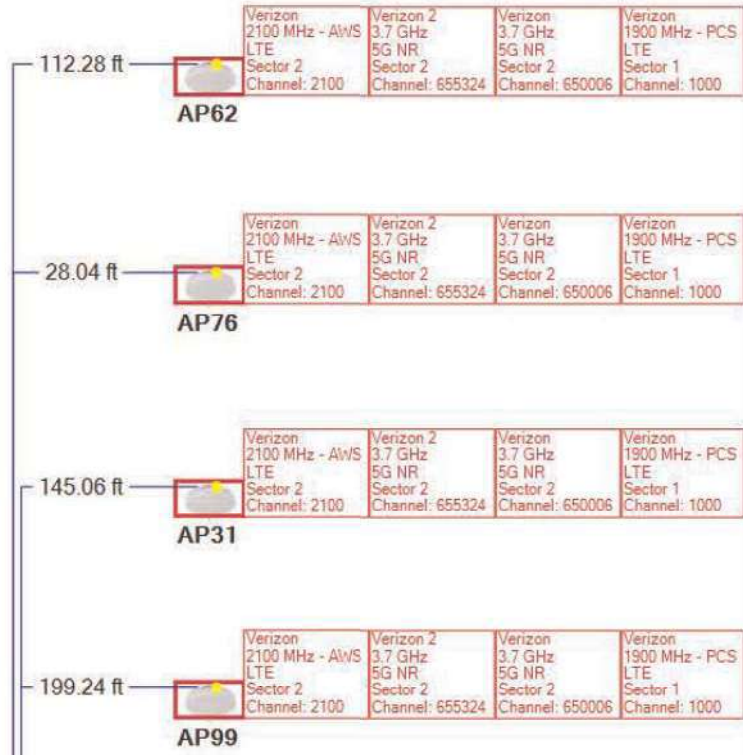 Verizon
2100 MHz - AWS
LTE
Sector 2
Channel: 2100
Verizon 2
3.7 GHz
5G NR
Sector 2
Channel: 655324
Verizon
3.7 GHz
5G NR
Sector 2
Channel: 650006
Verizon
1900 MHz - PCS
LTE
Sector 1
Channel: 1000
112.28 ft
AP62
Verizon
2100 MHz - AWS
LTE
Sector 2
Channel: 2100
Verizon 2
3.7 GHz
5G NR
Sector 2
Channel: 655324
Verizon
3.7 GHz
5G NR
Sector 2
Channel: 650006
Verizon
1900 MHz - PCS
LTE
Sector 1
Channel: 1000
28.04 ft
AP76
Verizon
2100 MHz - AWS
LTE
Sector 2
Channel: 2100
Verizon 2
3.7 GHz
5G NR
Sector 2
Channel: 655324
Verizon
3.7 GHz
5G NR
Sector 2
Channel: 650006
Verizon
1900 MHz - PCS
LTE
Sector 1
Channel: 1000
145.06 ft
AP31
Verizon
2100 MHz - AWS
LTE
Sector 2
Channel: 2100
Verizon 2
3.7 GHz
5G NR
Sector 2
Channel: 655324
Verizon
3.7 GHz
5G NR
Sector 2
Channel: 650006
Verizon
1900 MHz - PCS
LTE
Sector 1
Channel: 1000
199.24 ft
AP99